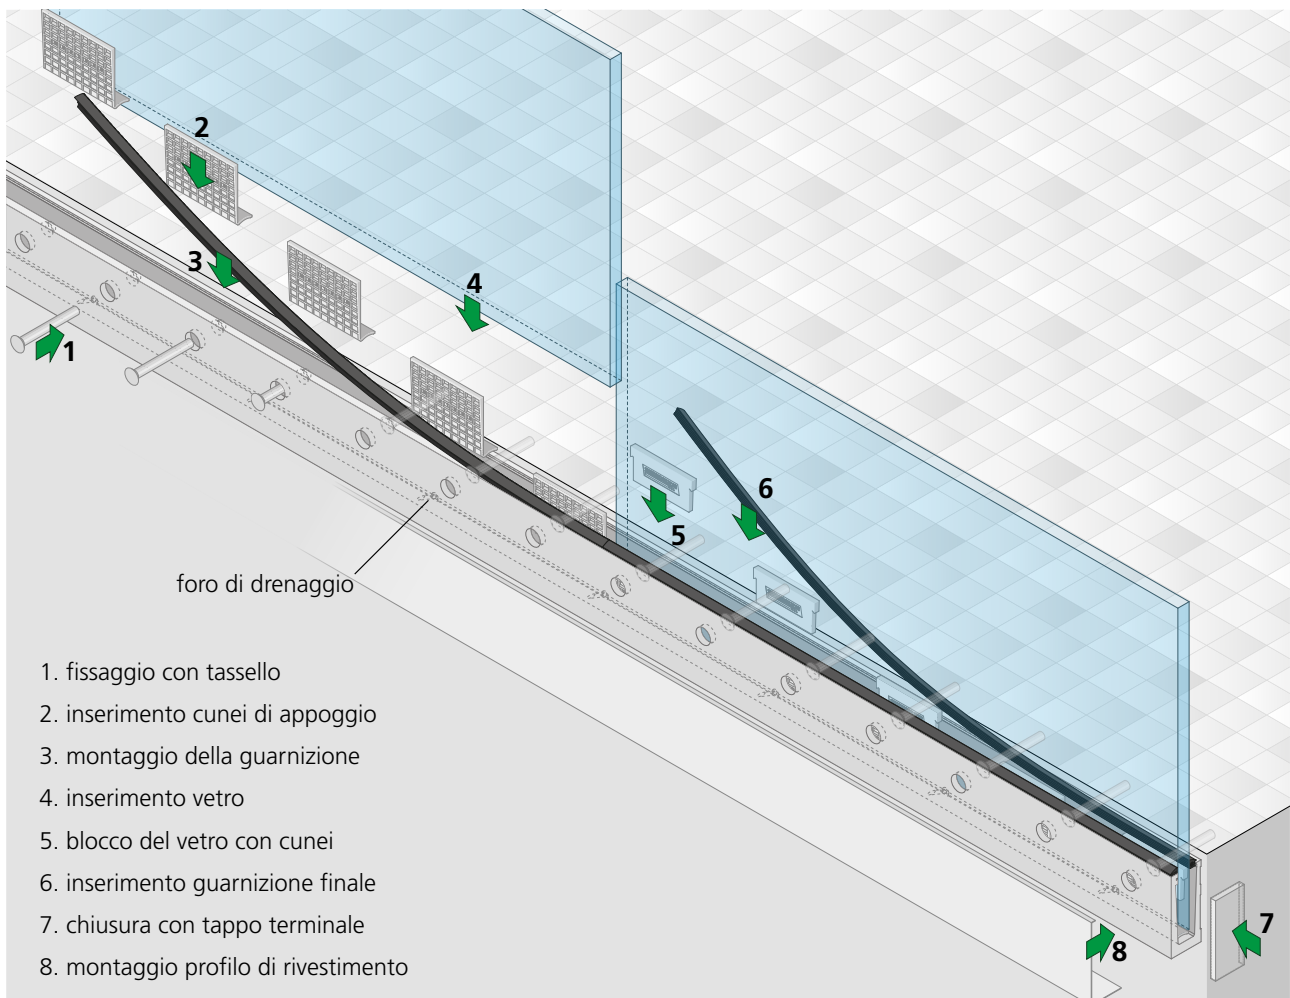 2
3
4
1
6
5
foro di drenaggio
1. fissaggio con tassello
2. inserimento cunei di appoggio
3. montaggio della guarnizione
4. inserimento vetro
5. blocco del vetro con cunei
6. inserimento guarnizione finale
7. chiusura con tappo terminale
8. montaggio profilo di rivestimento
7
8